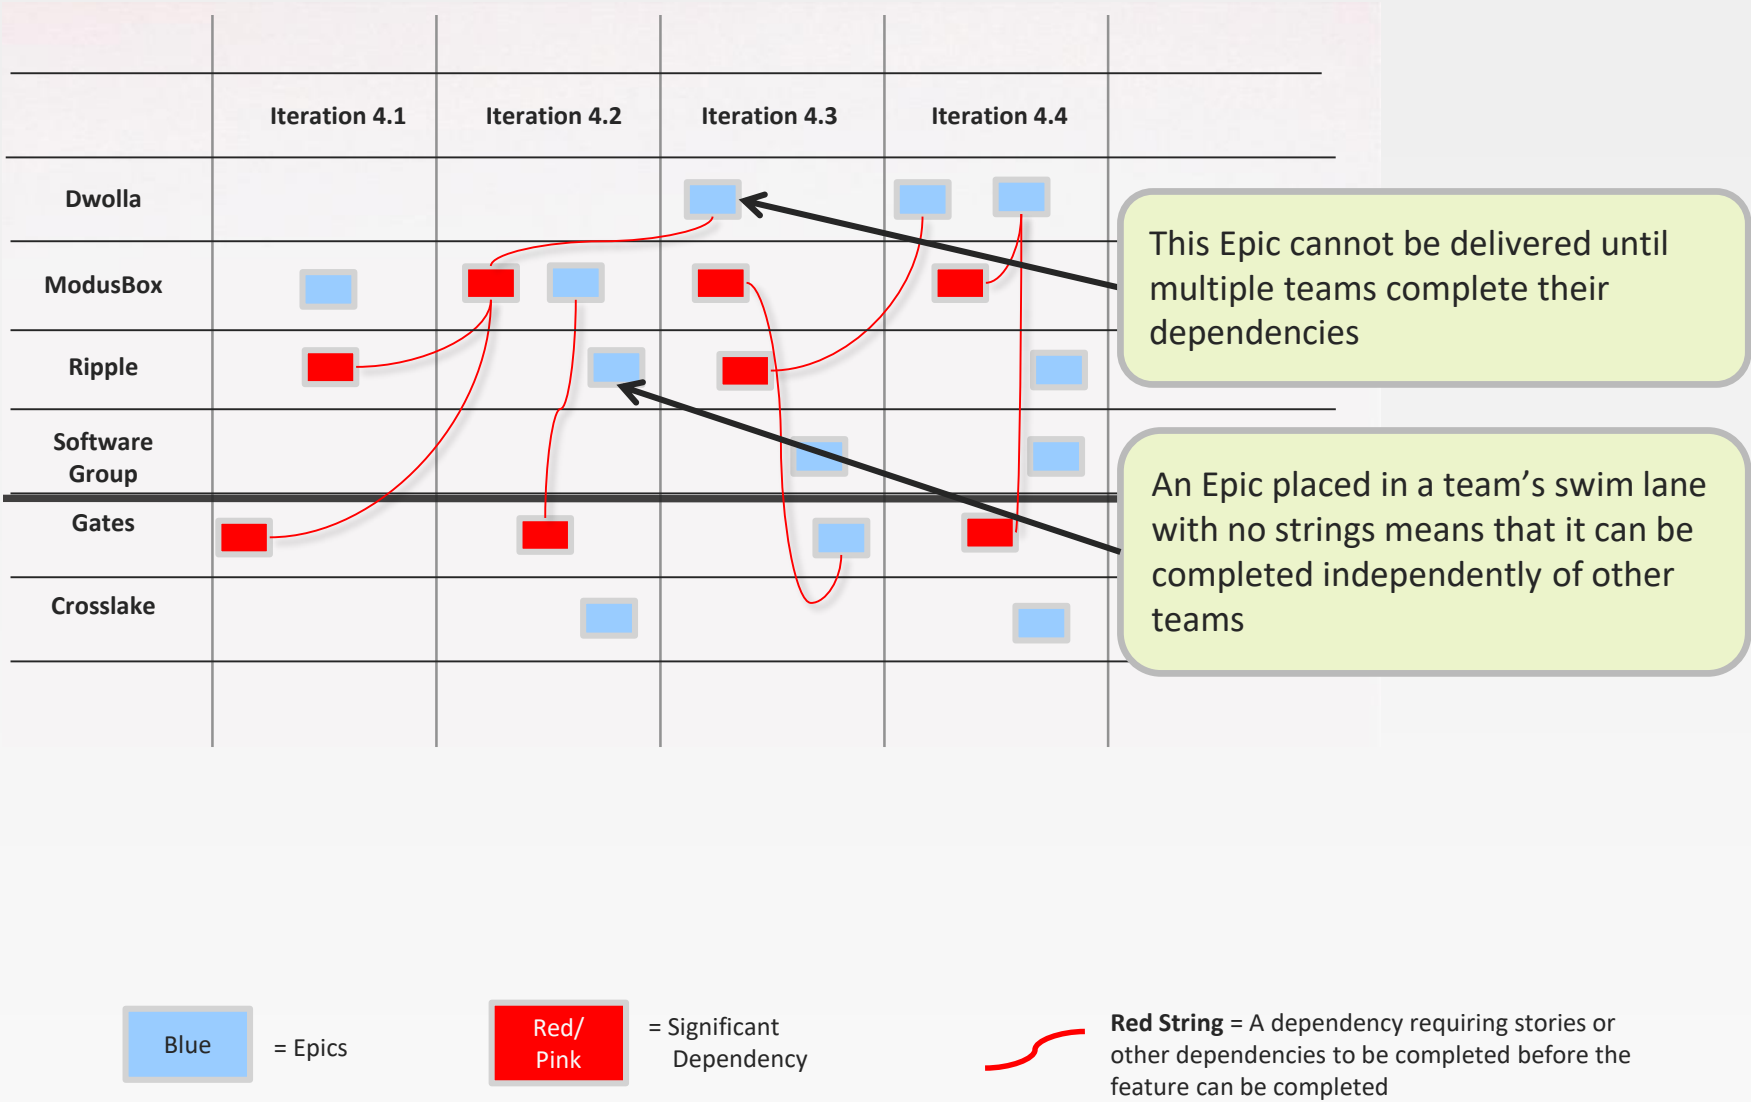 Iteration 4.1 Iteration 4.2 Iteration 4.3 Iteration 4.4
Dwolla
ModusBox
Ripple
Software
Group
Gates
Crosslake
This Epic cannot be delivered until
multiple teams complete their
dependencies
An Epic placed in a team’s swim lane
with no strings means that it can be
completed independently of other
teams
Blue
= Epics
Red/
Pink
= Significant
Dependency
Red String = A dependency requiring stories or
other dependencies to be completed before the
feature can be completed